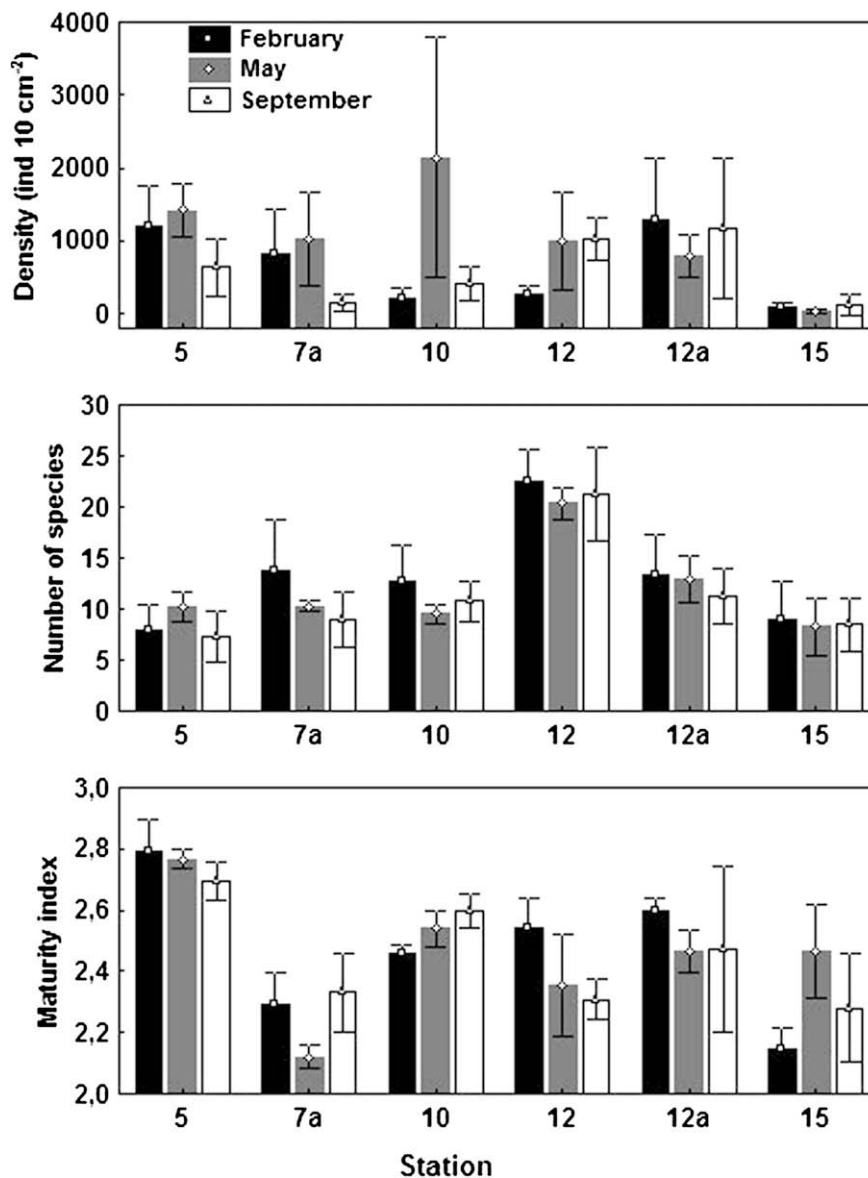 4000
3000
2000
1000
0
Density (ind 10 cm⁻²)
February
May
September
5 7a 10 12 12a 15
30
25
20
15
10
5
0
Number of species
5 7a 10 12 12a 15
3,0
2,8
2,6
2,4
2,2
2,0
Maturity index
5 7a 10 12 12a 15
Station